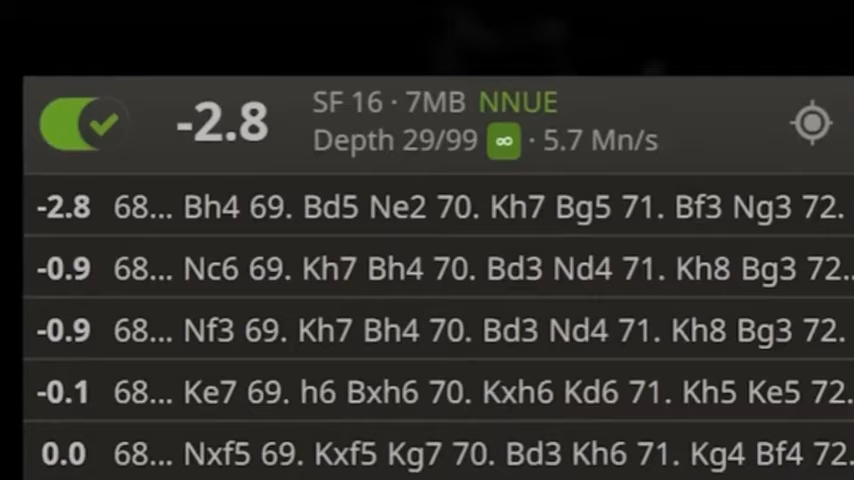 -2.8 SF 16 · 7MB NNUE
Depth 29/99 ∞ · 5.7 Mn/s
-2.8 68... Bh4 69. Bd5 Ne2 70. Kh7 Bg5 71. Bf3 Ng3 72.
-0.9 68... Nc6 69. Kh7 Bh4 70. Bd3 Nd4 71. Kh8 Bg3 72..
-0.9 68... Nf3 69. Kh7 Bh4 70. Bd3 Nd4 71. Kh8 Bg3 72.
-0.1 68... Ke7 69. h6 Bxh6 70. Kxh6 Kd6 71. Kh5 Ke5 72.
0.0 68... Nxf5 69. Kxf5 Kg7 70. Bd3 Kh6 71. Kg4 Bf4 72..